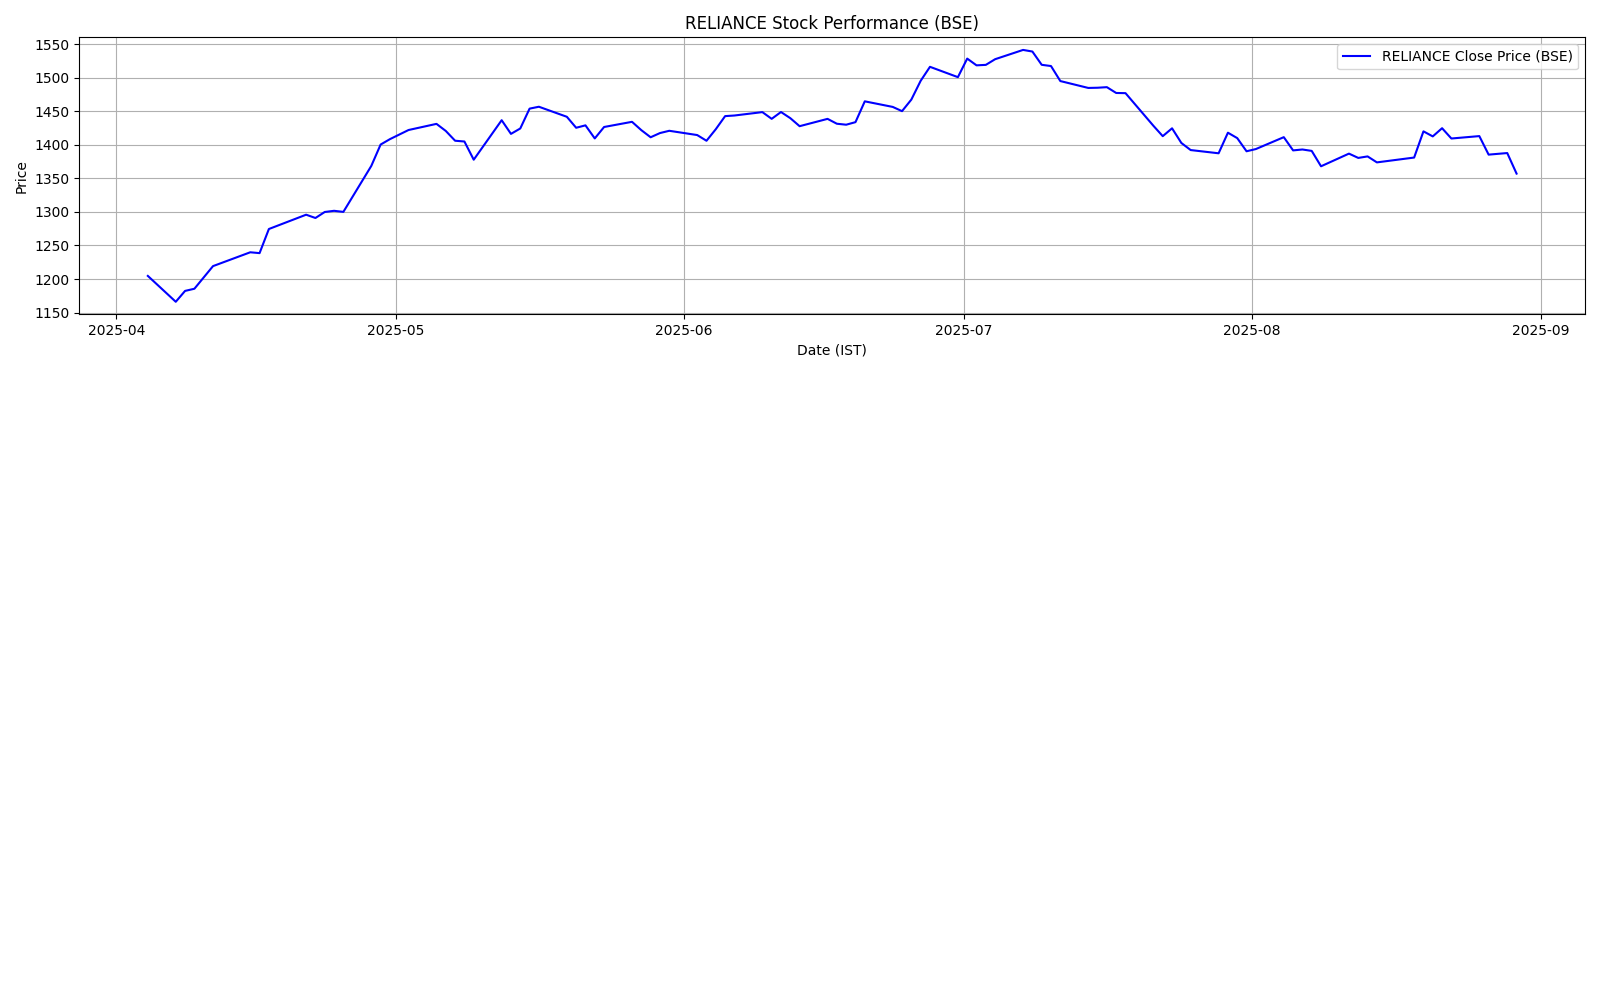 RELIANCE Stock Performance (BSE)
RELIANCE Close Price (BSE)
Price
1550
1500
1450
1400
1350
1300
1250
1200
1150
2025-04 2025-05 2025-06 2025-07 2025-08 2025-09
Date (IST)